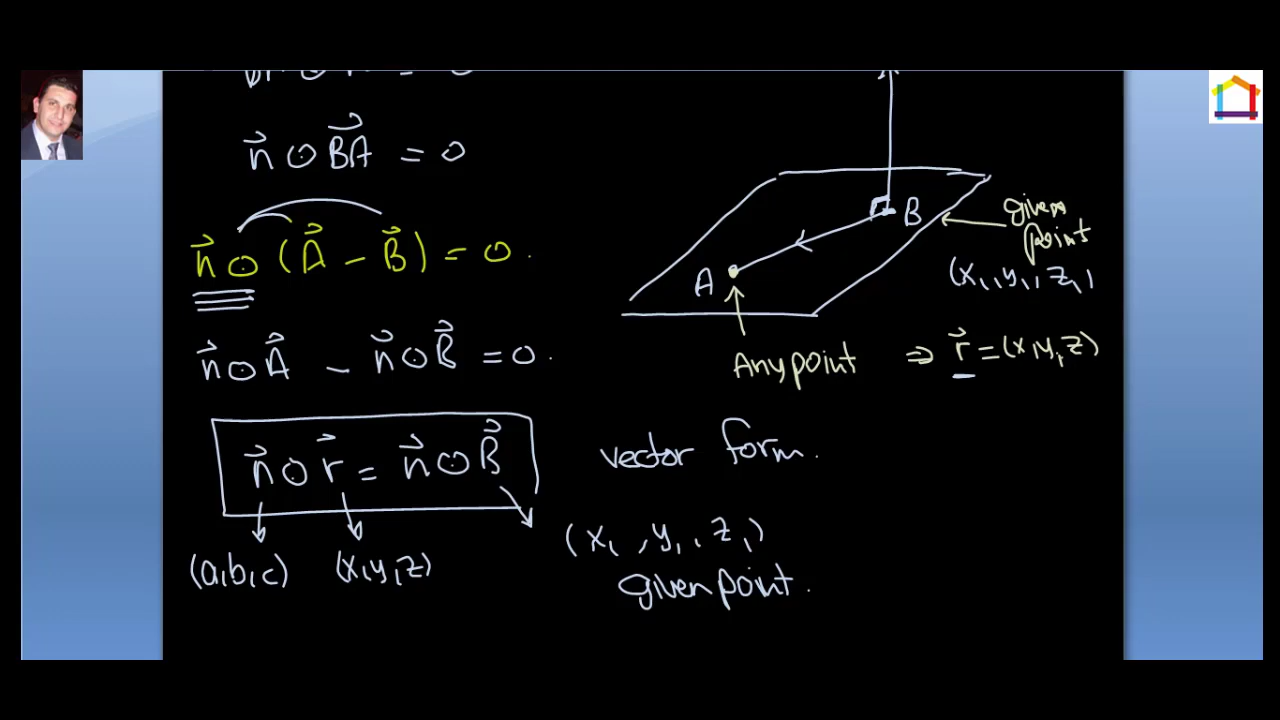 n⃗ ⊙ BA⃗ = 0
n⃗ ⊙ (A⃗ − B⃗) = 0.
n⃗ ⊙ A⃗ − n⃗ ⊙ B⃗ = 0.
n⃗ ⊙ r⃗ = n⃗ ⊙ B⃗
vector form.
(a,b,c) (x,y,z)
(x₁, y₁, z₁)
given point.
B
given
point
(x₁, y₁, z₁)
A
Any point ⇒ r⃗ = (x,y,z)